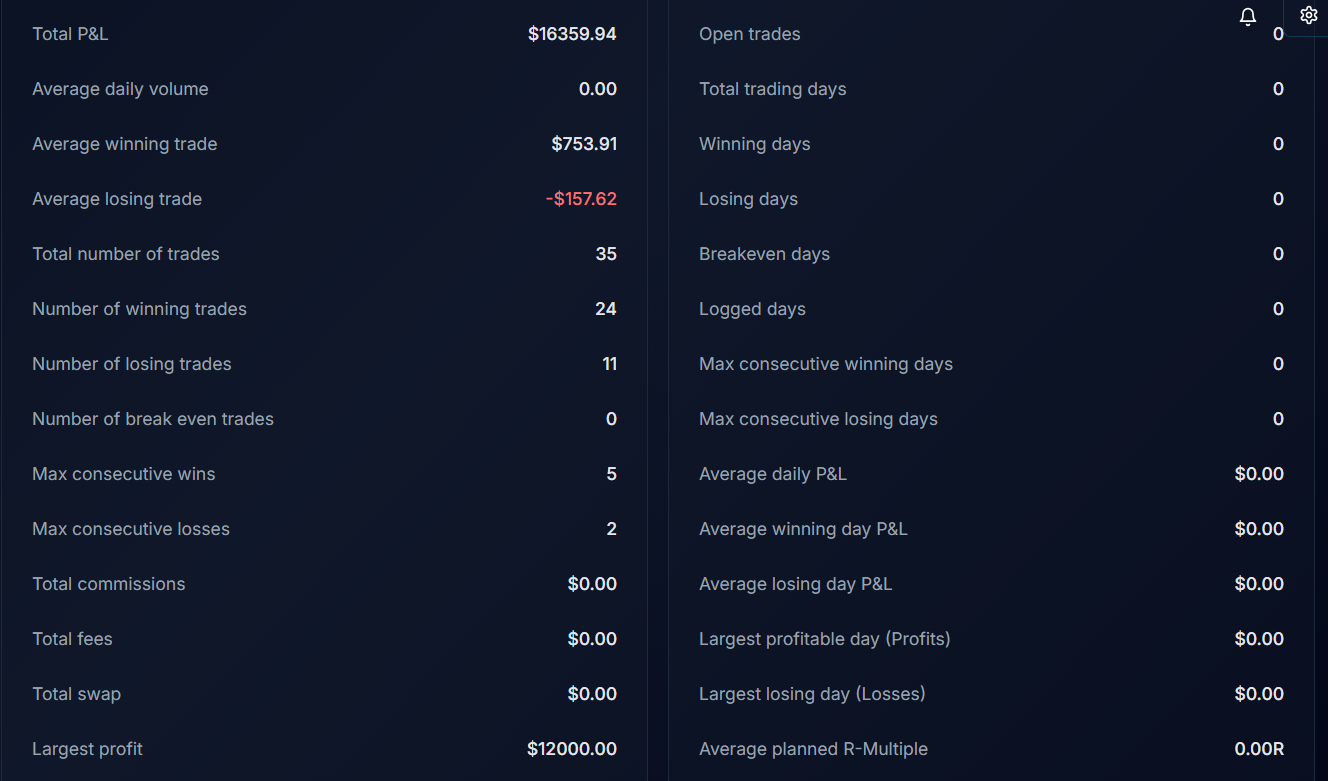 Total P&L $16359.94
Average daily volume 0.00
Average winning trade $753.91
Average losing trade -$157.62
Total number of trades 35
Number of winning trades 24
Number of losing trades 11
Number of break even trades 0
Max consecutive wins 5
Max consecutive losses 2
Total commissions $0.00
Total fees $0.00
Total swap $0.00
Largest profit $12000.00
Open trades 0
Total trading days 0
Winning days 0
Losing days 0
Breakeven days 0
Logged days 0
Max consecutive winning days 0
Max consecutive losing days 0
Average daily P&L $0.00
Average winning day P&L $0.00
Average losing day P&L $0.00
Largest profitable day (Profits) $0.00
Largest losing day (Losses) $0.00
Average planned R-Multiple 0.00R